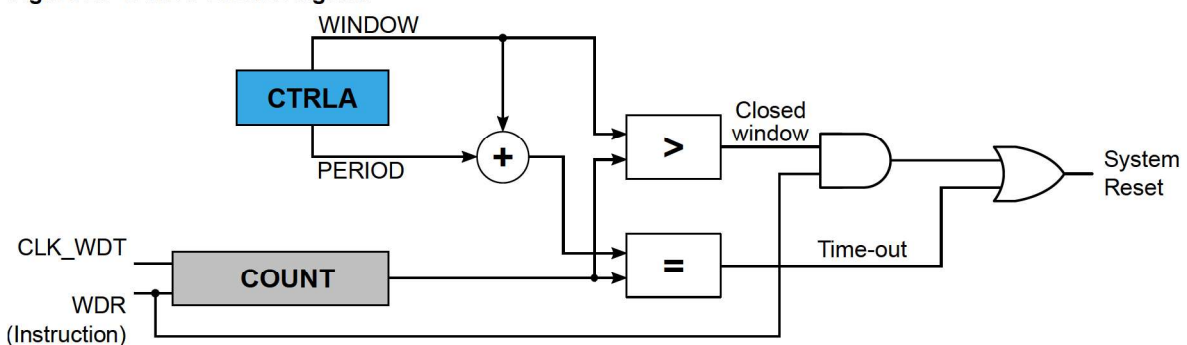 WINDOW
CTRLA
PERIOD
+
>
Closed
window
System
Reset
CLK_WDT
COUNT
=
Time-out
WDR
(Instruction)